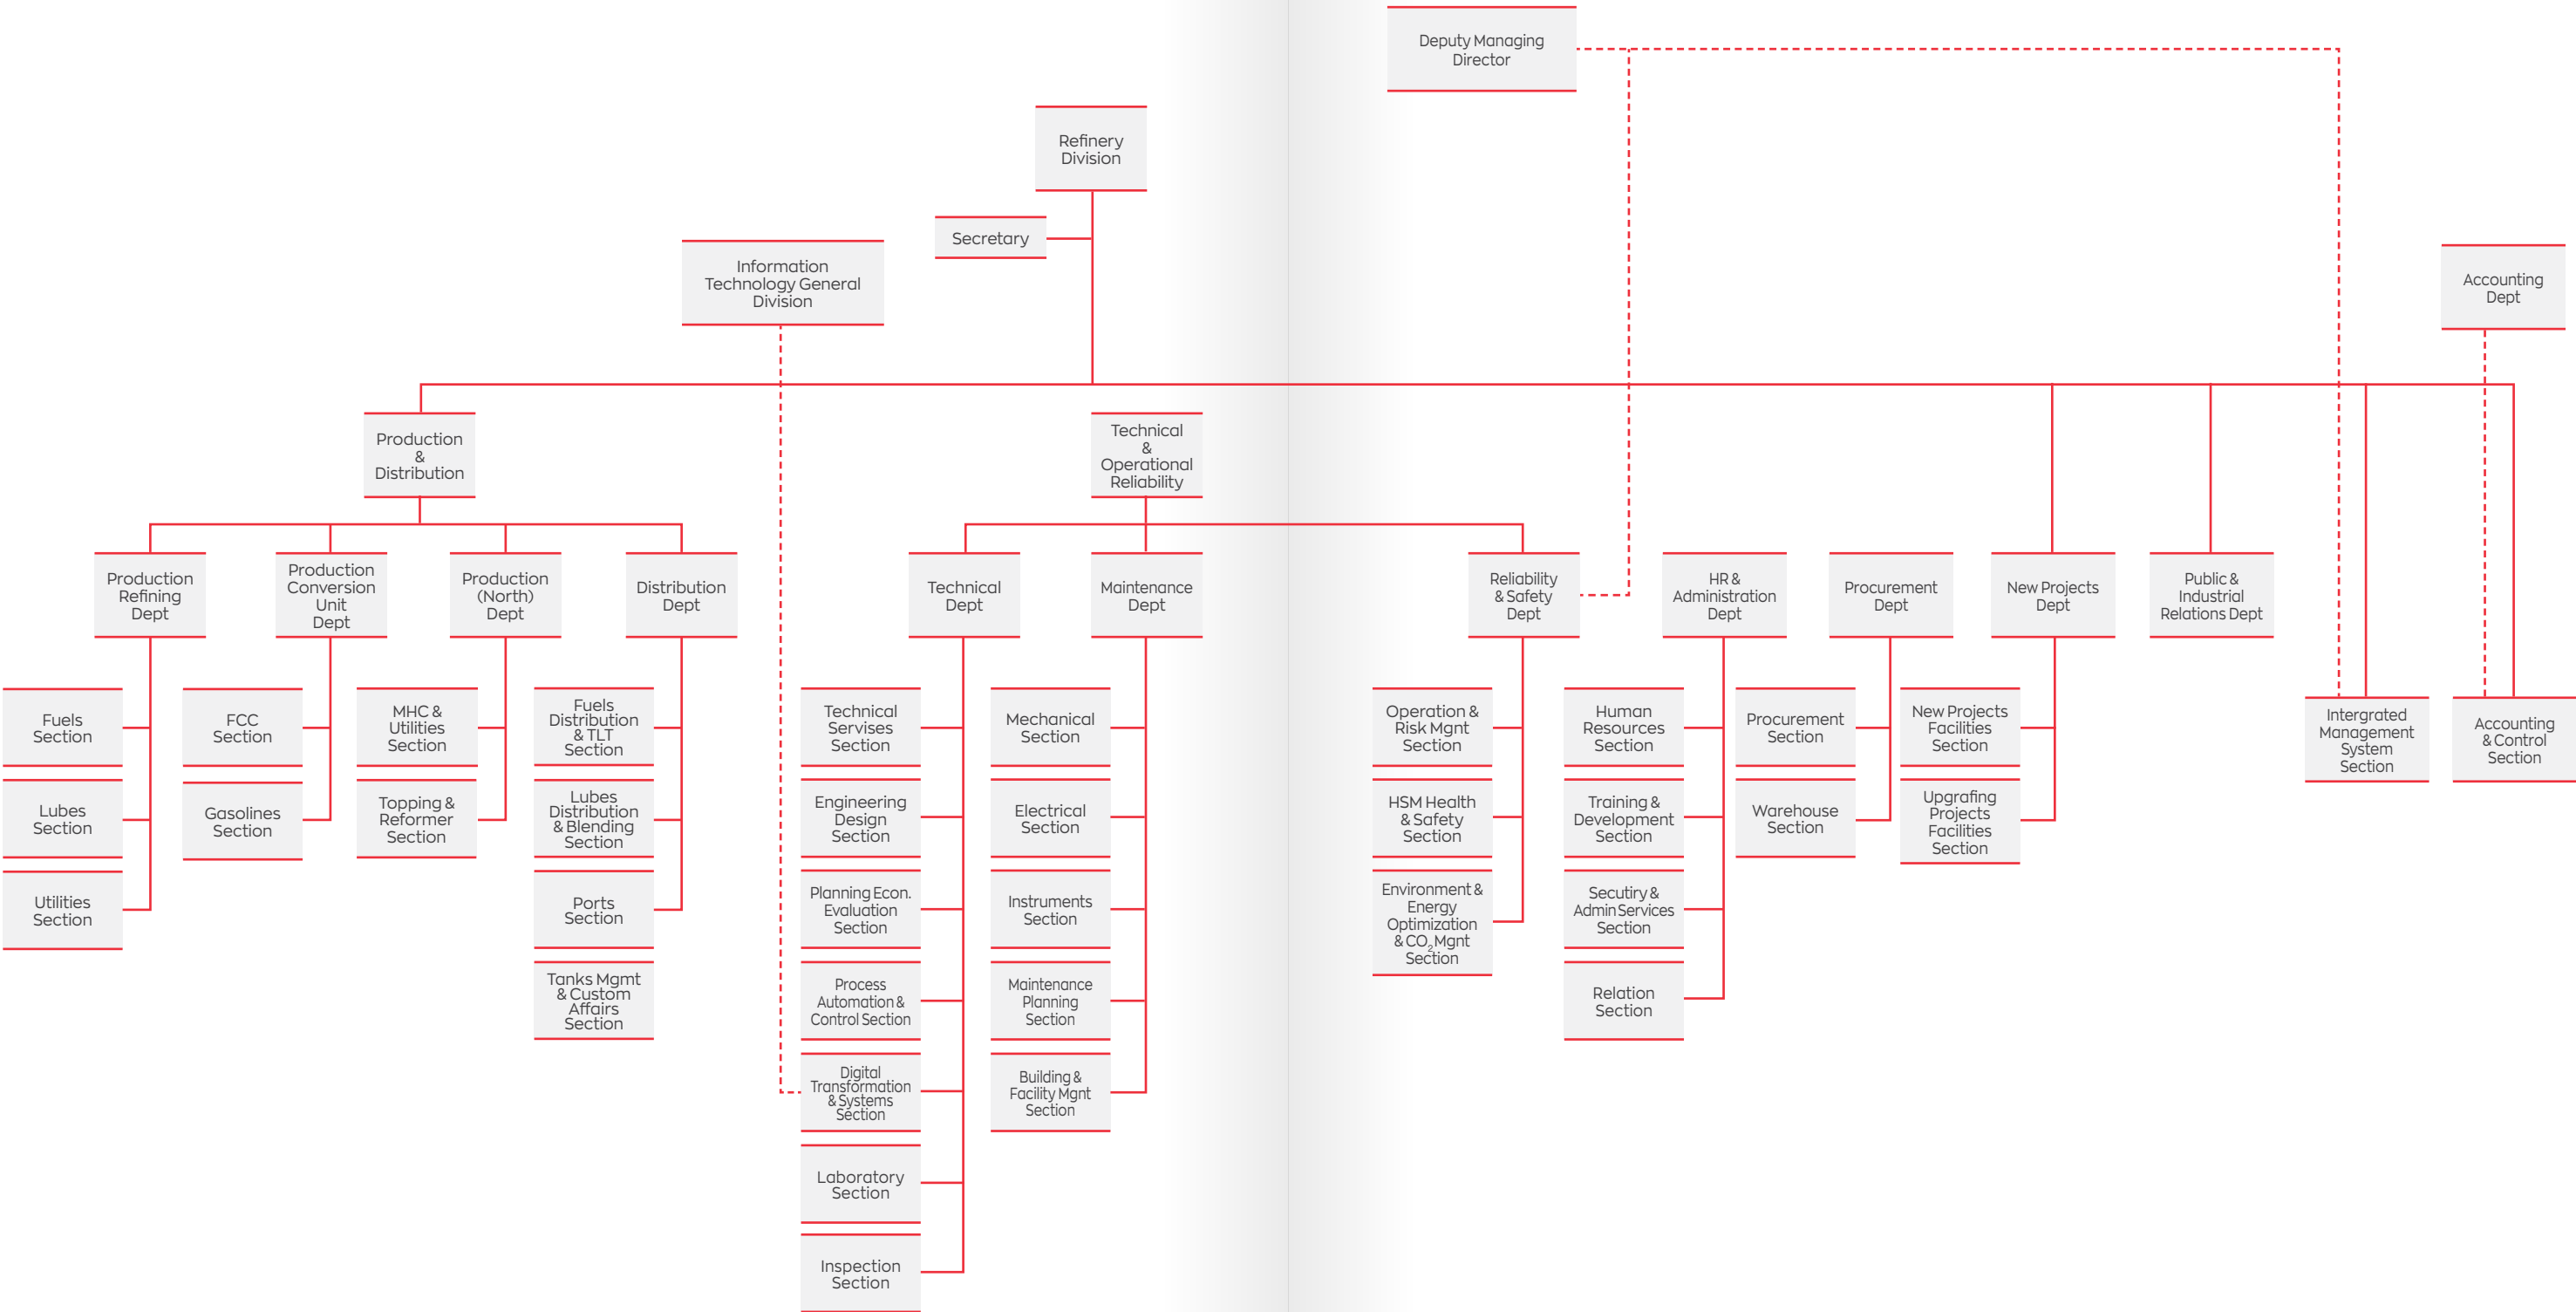 Deputy Managing
Director
Refinery
Division
Secretary
Information
Technology General
Division
Accounting
Dept
Production
&
Distribution
Technical
&
Operational
Reliability
Production
Refining
Dept
Production
Conversion
Unit
Dept
Production
(North)
Dept
Distribution
Dept
Technical
Dept
Maintenance
Dept
Reliability
& Safety
Dept
HR &
Administration
Dept
Procurement
Dept
New Projects
Dept
Public &
Industrial
Relations Dept
Fuels
Section
Lubes
Section
Utilities
Section
FCC
Section
Gasolines
Section
MHC &
Utilities
Section
Topping &
Reformer
Section
Fuels
Distribution
& TLT
Section
Lubes
Distribution
& Blending
Section
Ports
Section
Tanks Mgmt
& Custom
Affairs
Section
Technical
Servises
Section
Engineering
Design
Section
Planning Econ.
Evaluation
Section
Process
Automation &
Control Section
Digital
Transformation
& Systems
Section
Laboratory
Section
Inspection
Section
Mechanical
Section
Electrical
Section
Instruments
Section
Maintenance
Planning
Section
Building &
Facility Mgnt
Section
Operation &
Risk Mgnt
Section
HSM Health
& Safety
Section
Environment &
Energy
Optimization
& CO₂ Mgnt
Section
Human
Resources
Section
Training &
Development
Section
Secutiry &
Admin Services
Section
Relation
Section
Procurement
Section
Warehouse
Section
New Projects
Facilities
Section
Upgrafing
Projects
Facilities
Section
Intergrated
Management
System
Section
Accounting
& Control
Section